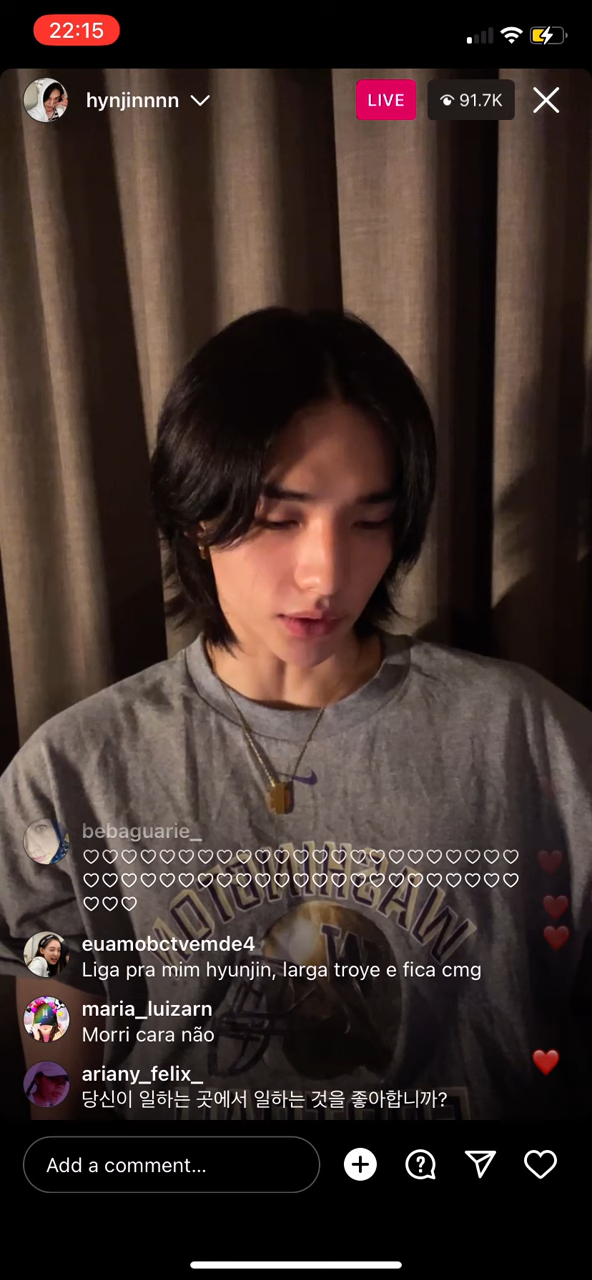 22:15
hynjinnnn
LIVE
91.7K
bebaguarie_
♡♡♡♡♡♡♡♡♡♡♡♡♡♡♡♡♡♡♡♡♡♡♡
♡♡♡♡♡♡♡♡♡♡♡♡♡♡♡♡♡♡♡♡♡♡♡
♡♡♡
euamobctvemde4
Liga pra mim hyunjin, larga troye e fica cmg
maria_luizarn
Morri cara não
ariany_felix_
당신이 일하는 곳에서 일하는 것을 좋아합니까?
WASHINGTON
W
Add a comment...